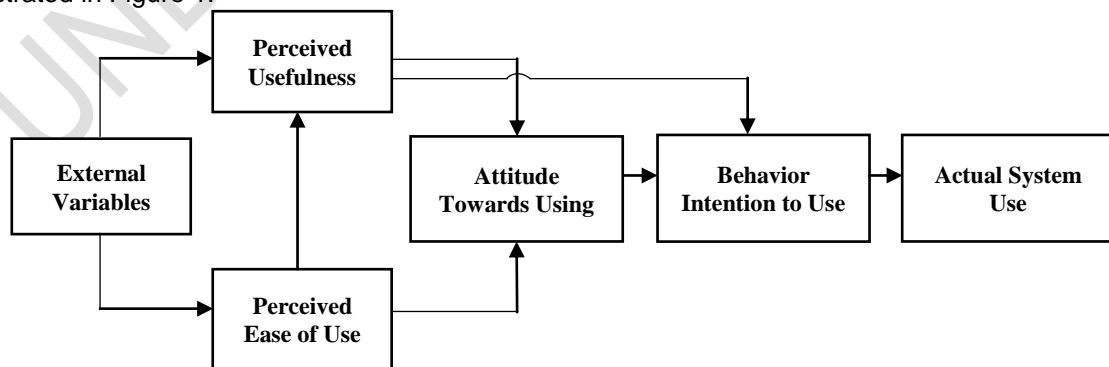 Perceived
Usefulness
External
Variables
Attitude
Towards Using
Behavior
Intention to Use
Actual System
Use
Perceived
Ease of Use